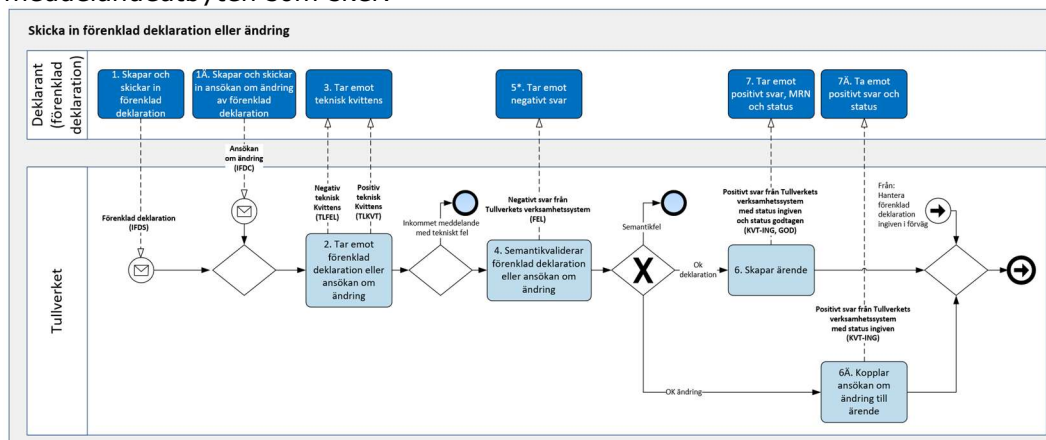 meddelandeutbyten som sker.
Skicka in förenklad deklaration eller ändring
Deklarant
(förenklad
deklaration)
1. Skapar och
skickar in
förenklad
deklaration
1Ä. Skapar och skickar
in ansökan om ändring
av förenklad
deklaration
3. Tar emot
teknisk kvittens
5*. Tar emot
negativt svar
7. Tar emot
positivt svar, MRN
och status
7Ä. Ta emot
positivt svar och
status
Tullverket
Förenklad deklaration
(IFDS)
Ansökan
om ändring
(IFDC)
Negativ
teknisk
Kvittens
(TLFEL)
Positiv
teknisk
Kvittens
(TLKVT)
2. Tar emot
förenklad
deklaration eller
ansökan om
ändring
Inkommet meddelande
med tekniskt fel
Negativt svar från
Tullverkets verksamhetssystem
(FEL)
4. Semantikvaliderar
förenklad deklaration
eller ansökan om
ändring
Semantikfel
X
Ok
deklaration
OK ändring
Positivt svar från Tullverkets
verksamhetssystem
med status ingiven
och status godtagen
(KVT-ING, GOD)
6. Skapar ärende
Positivt svar från Tullverkets
verksamhetssystem
med status ingiven
(KVT-ING)
6Ä. Kopplar
ansökan om
ändring till
ärende
Från:
Hantera
förenklad
deklaration
ingiven i förväg